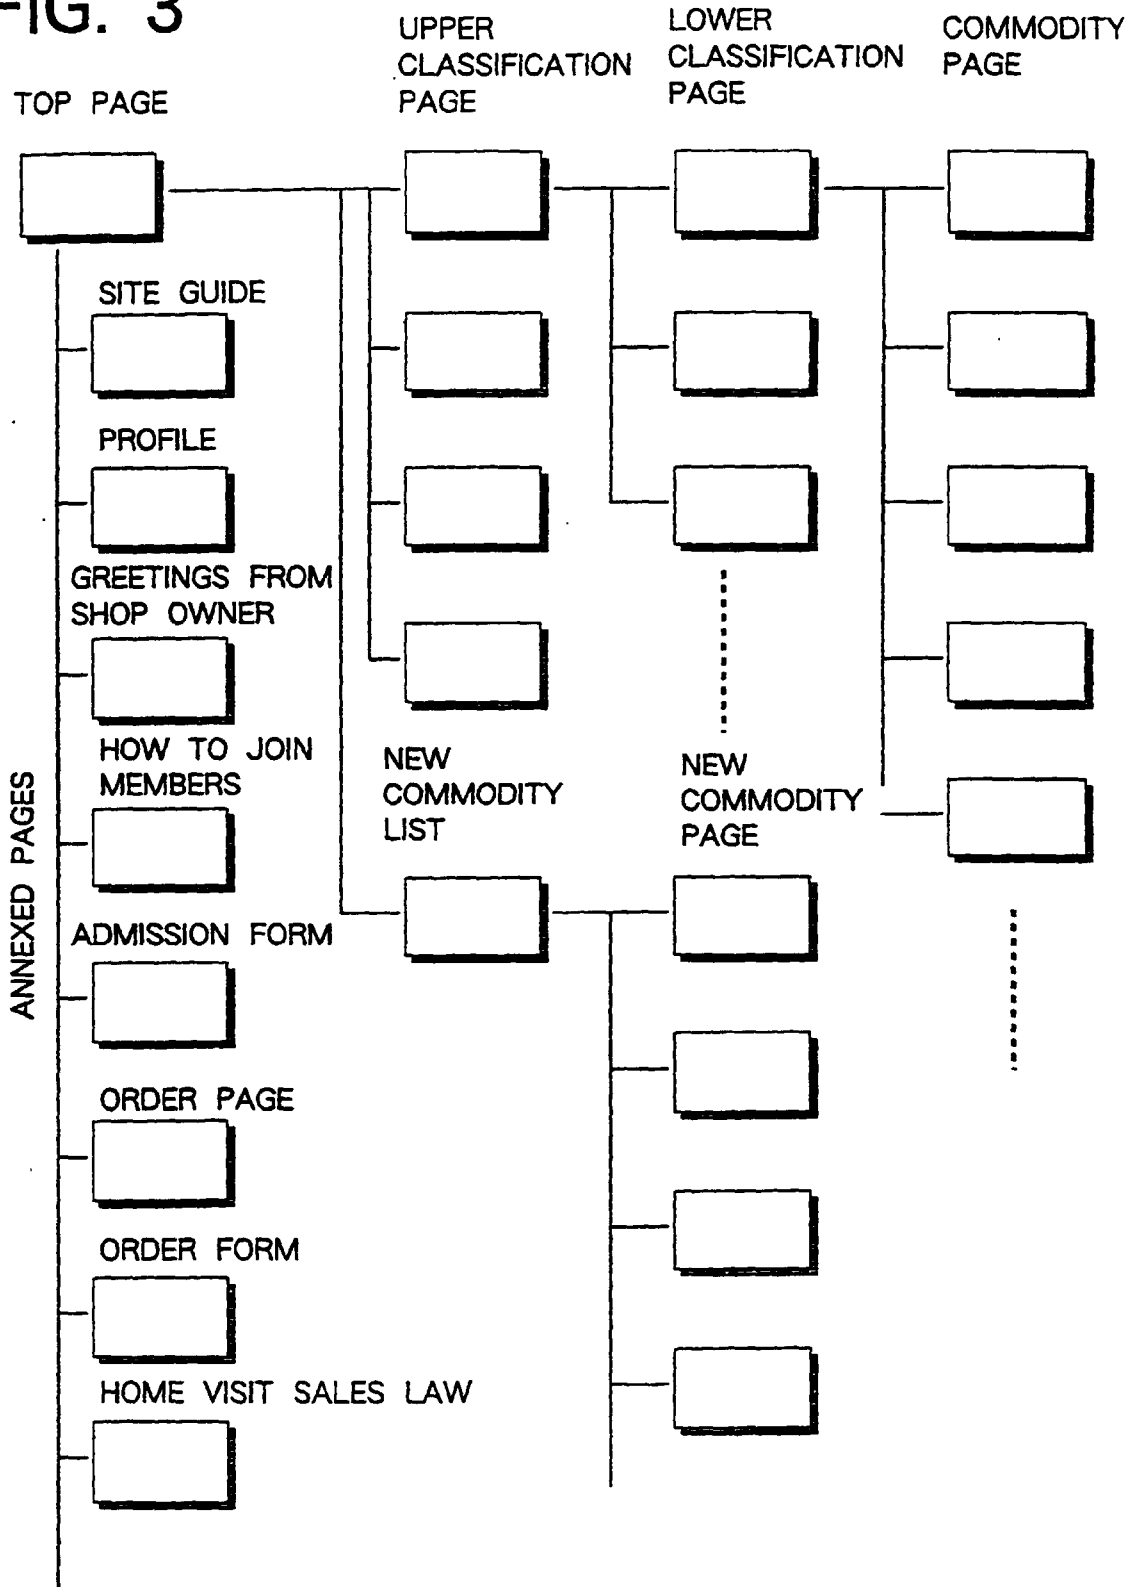 FIG. 3
TOP PAGE
UPPER
CLASSIFICATION
PAGE
LOWER
CLASSIFICATION
PAGE
COMMODITY
PAGE
SITE GUIDE
PROFILE
GREETINGS FROM
SHOP OWNER
HOW TO JOIN
MEMBERS
ADMISSION FORM
ORDER PAGE
ORDER FORM
HOME VISIT SALES LAW
ANNEXED PAGES
NEW
COMMODITY
LIST
NEW
COMMODITY
PAGE